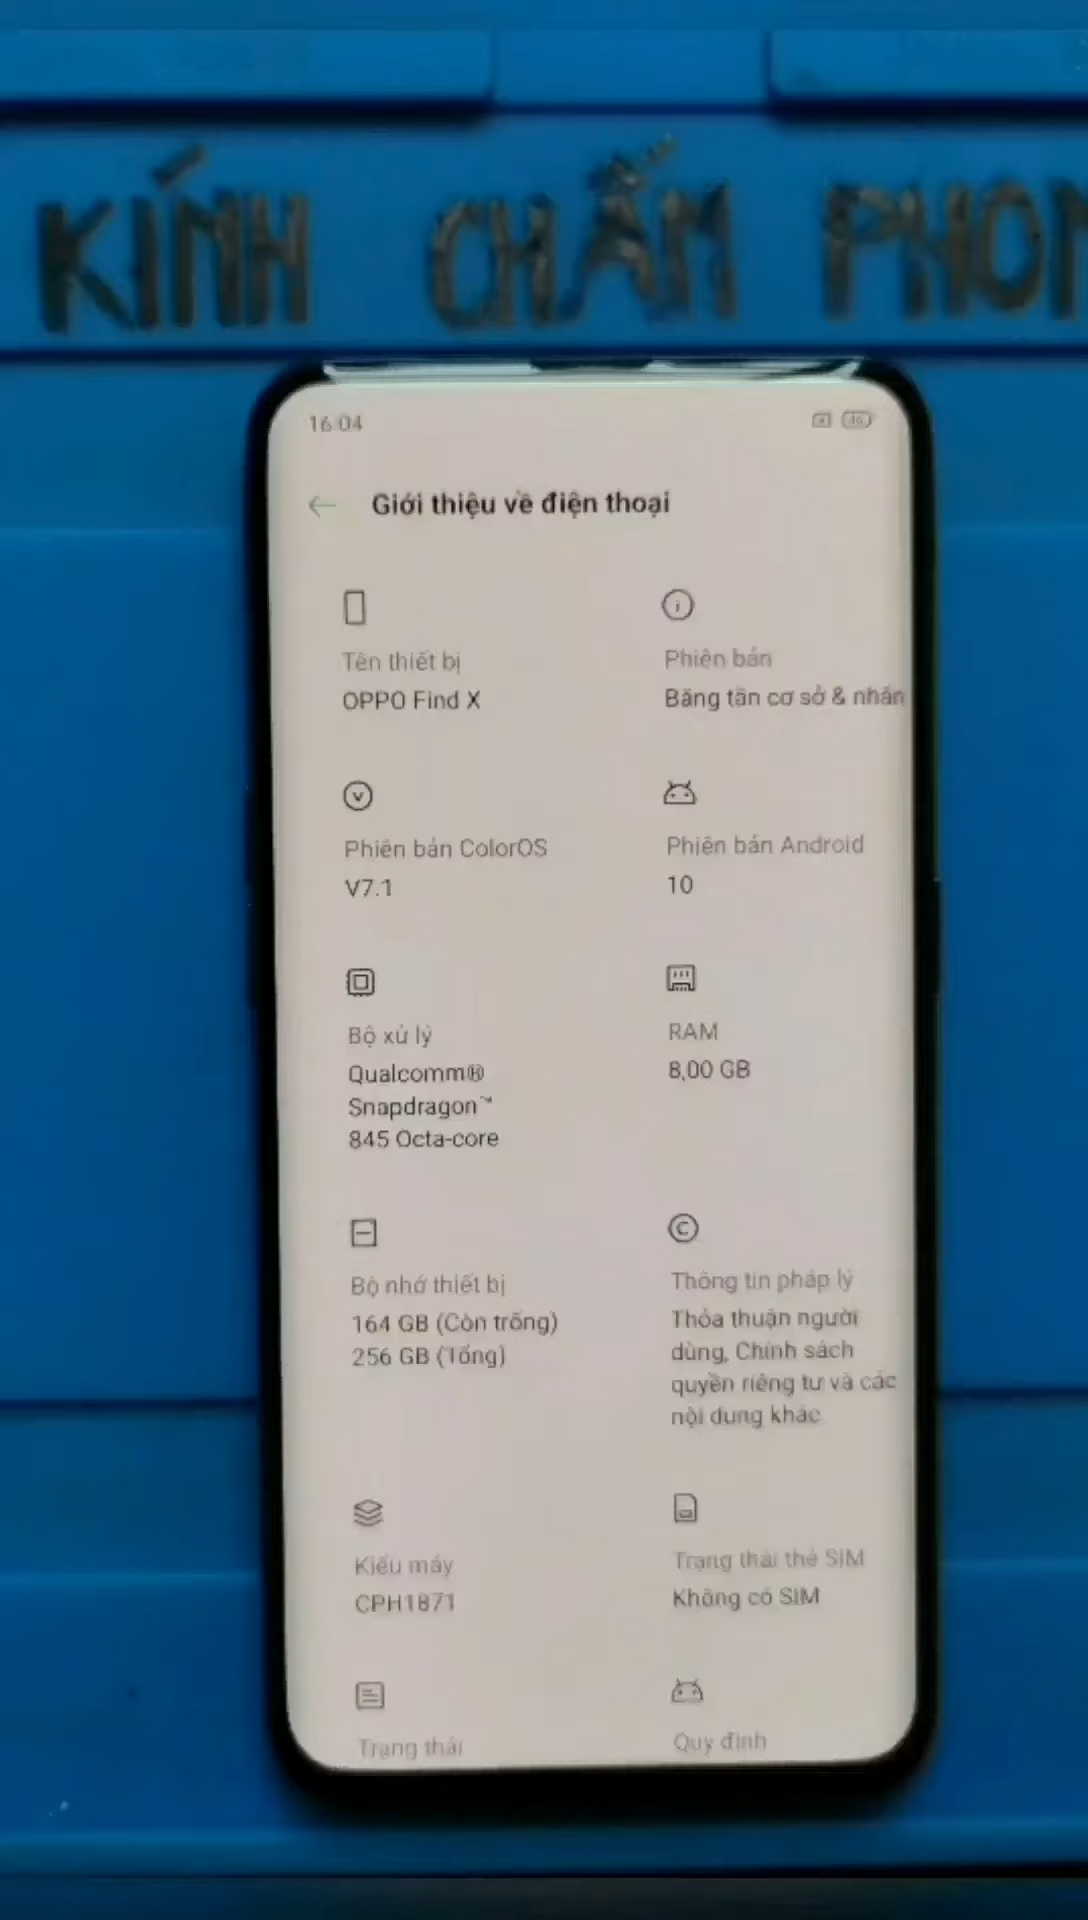 KÍNH CHẤM PHON
16:04
Giới thiệu về điện thoại
Tên thiết bị
OPPO Find X
Phiên bản
Băng tần cơ sở & nhân
Phiên bản ColorOS
V7.1
Phiên bản Android
10
Bộ xử lý
Qualcomm®
Snapdragon™
845 Octa-core
RAM
8,00 GB
Bộ nhớ thiết bị
164 GB (Còn trống)
256 GB (Tổng)
Thông tin pháp lý
Thỏa thuận người
dùng, Chính sách
quyền riêng tư và các
nội dung khác
Kiểu máy
CPH1871
Trạng thái thẻ SIM
Không có SIM
Trạng thái
Quy định